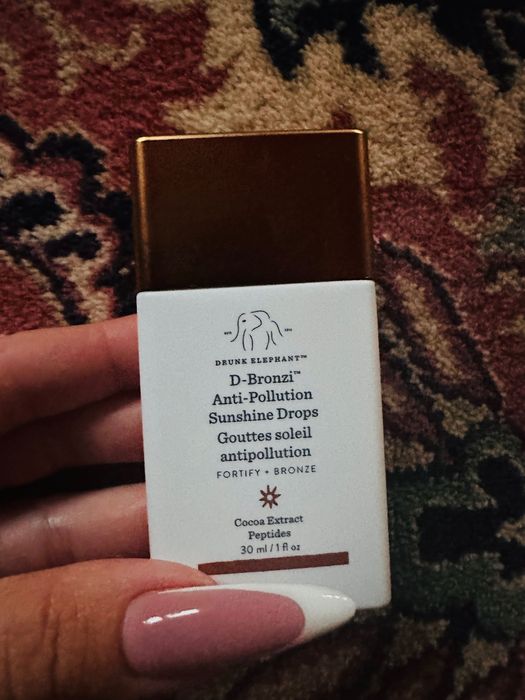 DRUNK ELEPHANT™
D-Bronzi™
Anti-Pollution
Sunshine Drops
Gouttes soleil
antipollution
FORTIFY + BRONZE
Cocoa Extract
Peptides
30 ml / 1 fl oz